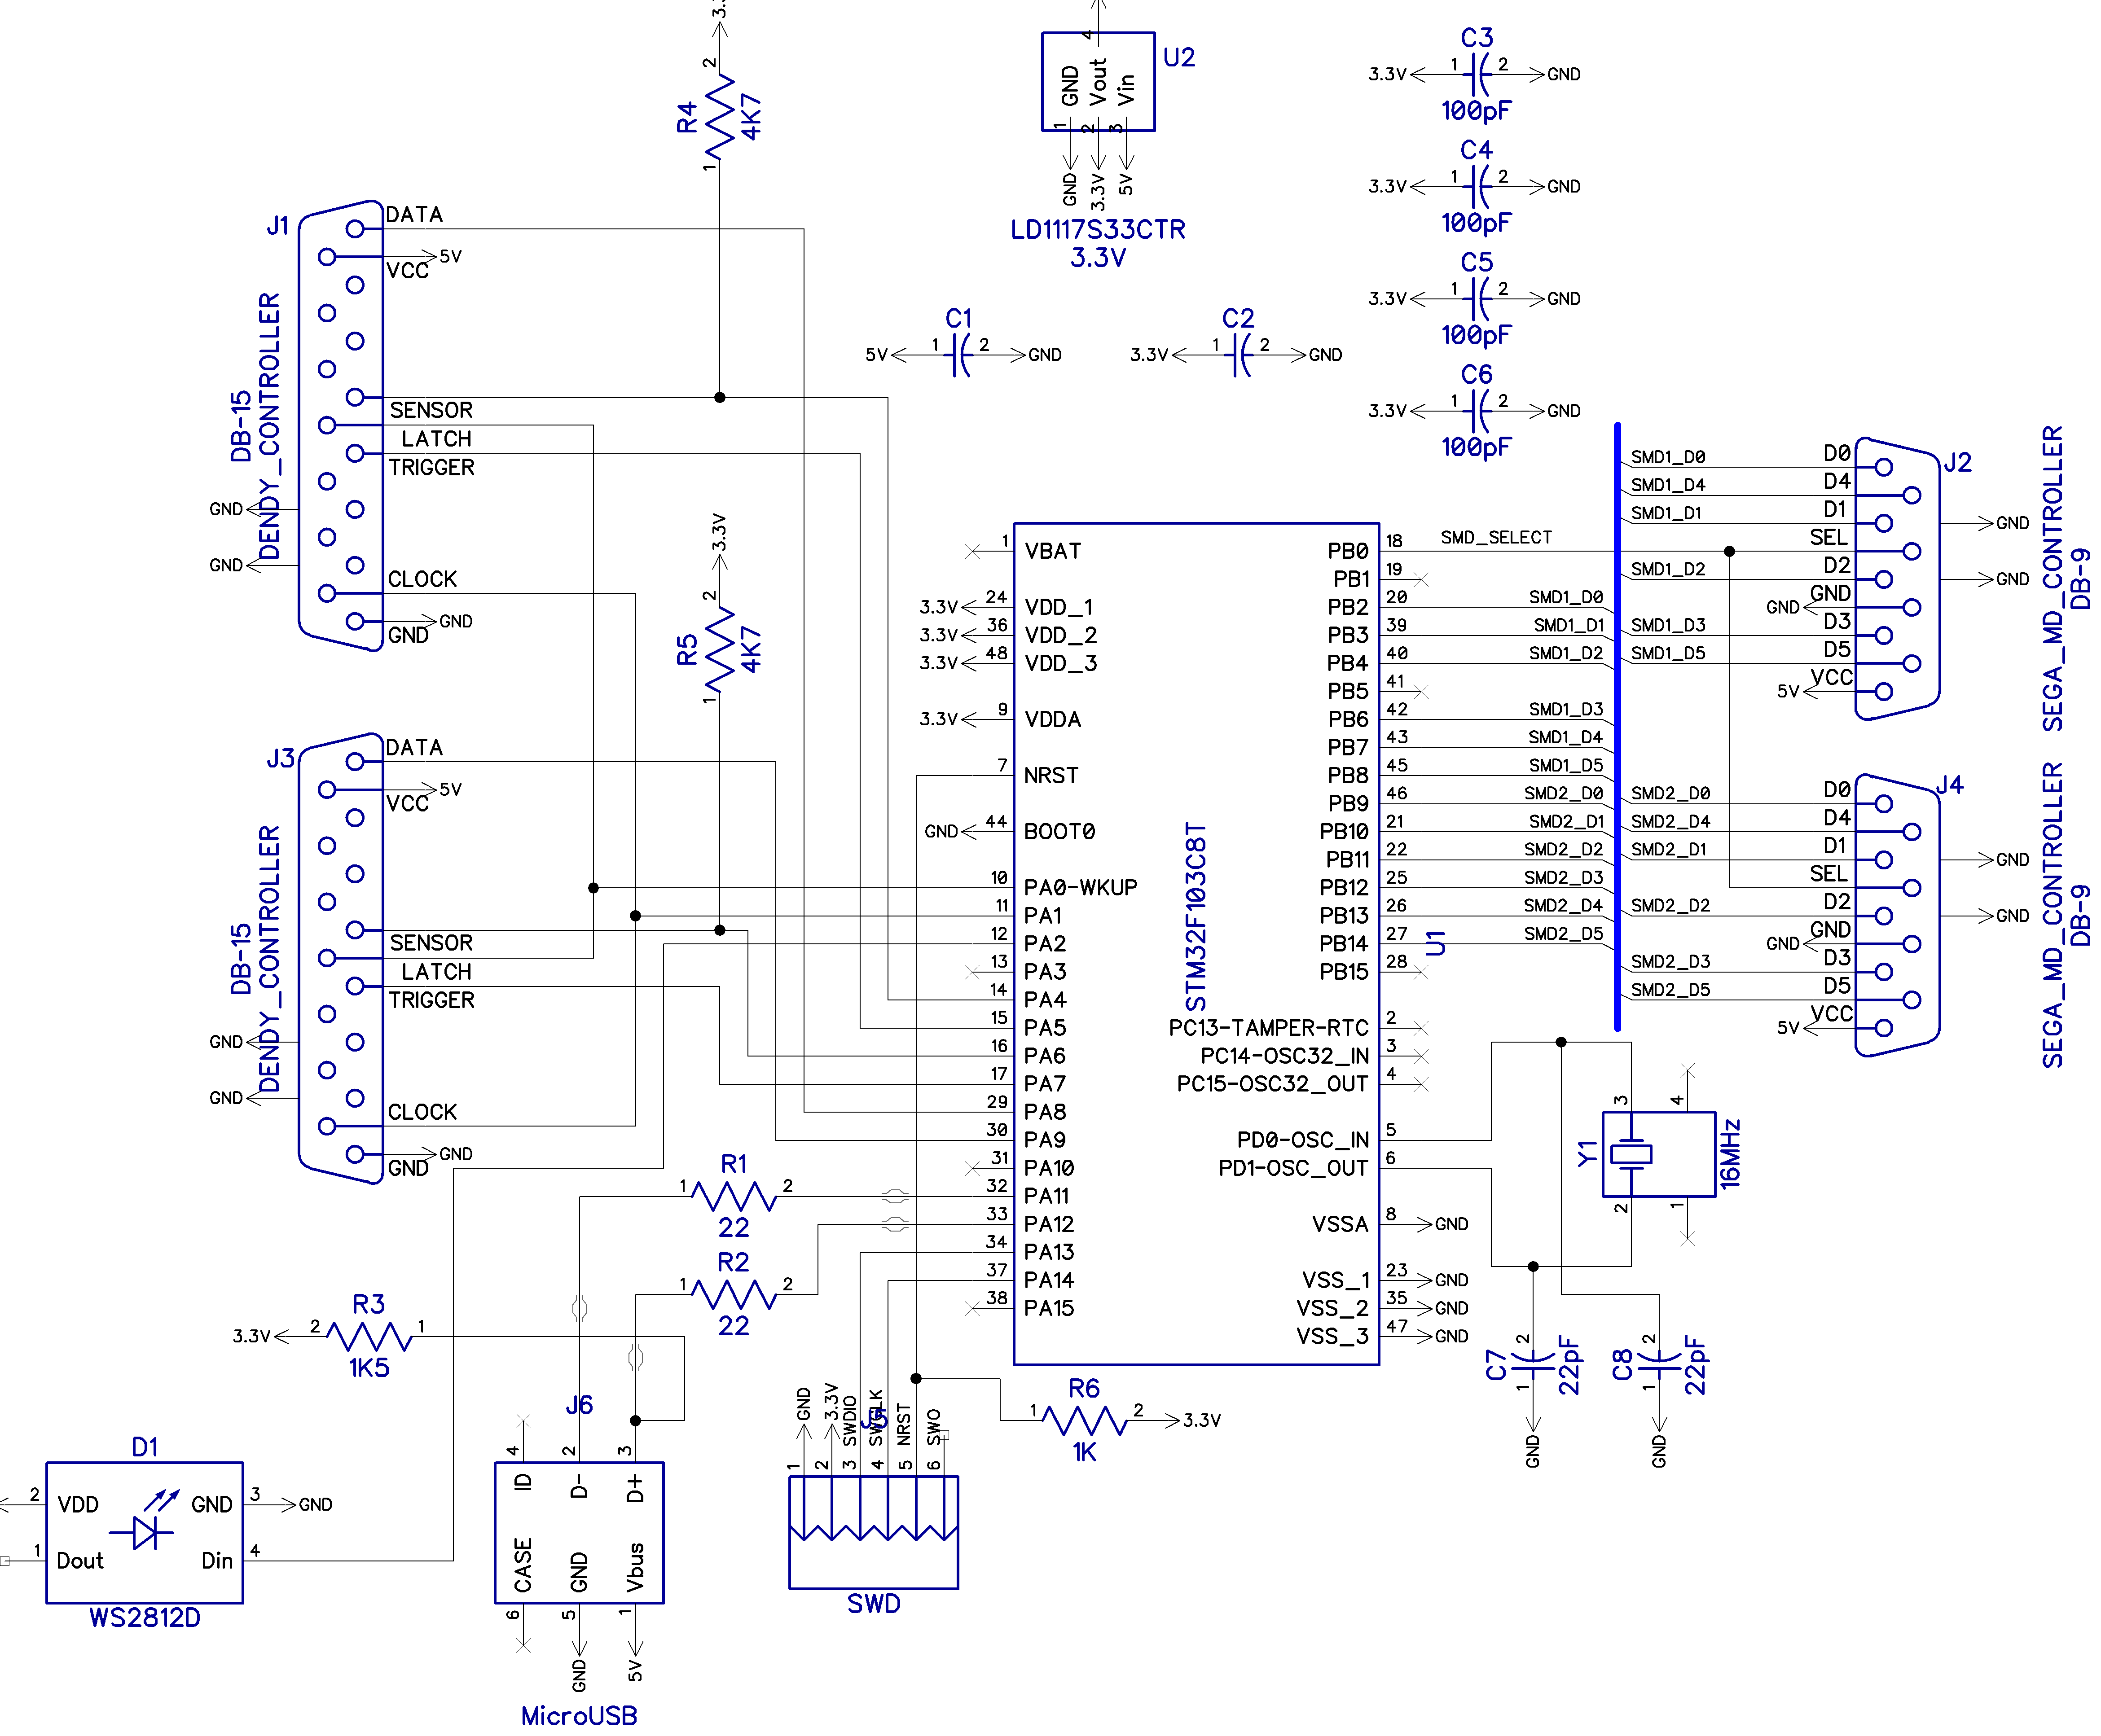 3.3V
2
R4
4K7
1
4
U2
GND
Vout
Vin
1
2
3
GND
3.3V
5V
LD1117S33CTR
3.3V
C3
3.3V 1 2 GND
100pF
C4
3.3V 1 2 GND
100pF
C5
3.3V 1 2 GND
100pF
C6
3.3V 1 2 GND
100pF
C1
5V 1 2 GND
C2
3.3V 1 2 GND
J1
DATA
5V
VCC
SENSOR
LATCH
TRIGGER
GND
GND
CLOCK
GND
GND
DB-15
DENDY_CONTROLLER
3.3V
2
R5
4K7
1
J3
DATA
5V
VCC
SENSOR
LATCH
TRIGGER
GND
GND
CLOCK
GND
GND
DB-15
DENDY_CONTROLLER
1 VBAT
3.3V 24 VDD_1
3.3V 36 VDD_2
3.3V 48 VDD_3
3.3V 9 VDDA
7 NRST
GND 44 BOOT0
10 PA0-WKUP
11 PA1
12 PA2
13 PA3
14 PA4
15 PA5
16 PA6
17 PA7
29 PA8
30 PA9
31 PA10
32 PA11
33 PA12
34 PA13
37 PA14
38 PA15
STM32F103C8T
U1
PB0 18 SMD_SELECT
PB1 19
PB2 20 SMD1_D0
PB3 39 SMD1_D1
PB4 40 SMD1_D2
PB5 41
PB6 42 SMD1_D3
PB7 43 SMD1_D4
PB8 45 SMD1_D5
PB9 46 SMD2_D0
PB10 21 SMD2_D1
PB11 22 SMD2_D2
PB12 25 SMD2_D3
PB13 26 SMD2_D4
PB14 27 SMD2_D5
PB15 28
PC13-TAMPER-RTC 2
PC14-OSC32_IN 3
PC15-OSC32_OUT 4
PD0-OSC_IN 5
PD1-OSC_OUT 6
VSSA 8 GND
VSS_1 23 GND
VSS_2 35 GND
VSS_3 47 GND
SMD1_D0 D0
SMD1_D4 D4
SMD1_D1 D1
SEL
SMD1_D2 D2
GND GND
SMD1_D3 D3
SMD1_D5 D5
5V VCC
J2
GND
GND
SEGA_MD_CONTROLLER
DB-9
SMD2_D0 D0
SMD2_D4 D4
SMD2_D1 D1
SEL
SMD2_D2 D2
GND GND
SMD2_D3 D3
SMD2_D5 D5
5V VCC
J4
GND
GND
SEGA_MD_CONTROLLER
DB-9
3
4
Y1
16MHz
2
1
2
C7
22pF
1
GND
2
C8
22pF
1
GND
R1
1 2
22
R2
1 2
22
R3
3.3V 2 1
1K5
R6
1 2 3.3V
1K
D1
2 VDD GND 3 GND
1 Dout Din 4
WS2812D
J6
4 2 3
ID D- D+
CASE GND Vbus
6 5 1
GND 5V
MicroUSB
J5
GND
3.3V
SWDIO
SWCLK
NRST
SWO
1 2 3 4 5 6
SWD